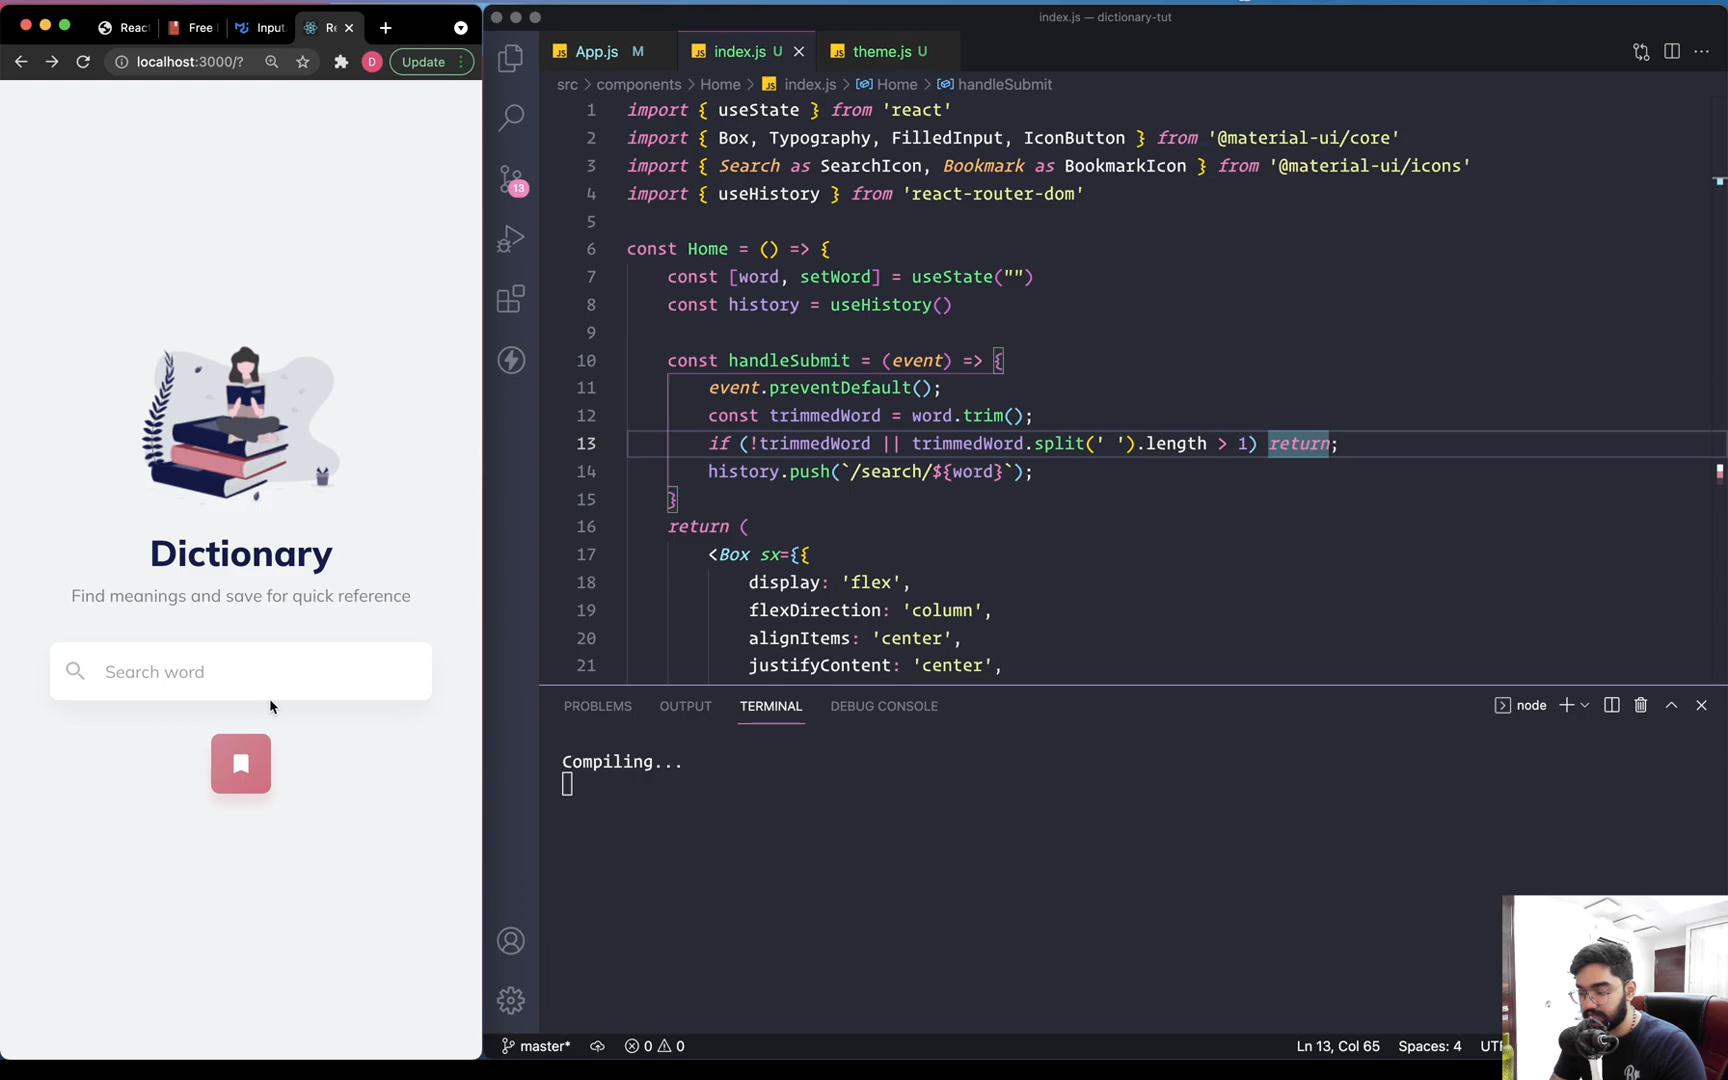 Reac
Free
Input
Re
localhost:3000/?
D
Update
Dictionary
Find meanings and save for quick reference
Search word
index.js — dictionary-tut
App.js M
index.js U
theme.js U
src > components > Home > index.js > Home > handleSubmit
13
1 import { useState } from 'react'
2 import { Box, Typography, FilledInput, IconButton } from '@material-ui/core'
3 import { Search as SearchIcon, Bookmark as BookmarkIcon } from '@material-ui/icons'
4 import { useHistory } from 'react-router-dom'
5
6 const Home = () => {
7 const [word, setWord] = useState("")
8 const history = useHistory()
9
10 const handleSubmit = (event) => {
11 event.preventDefault();
12 const trimmedWord = word.trim();
13 if (!trimmedWord || trimmedWord.split(' ').length > 1) return;
14 history.push(`/search/${word}`);
15 }
16 return (
17 <Box sx={{
18 display: 'flex',
19 flexDirection: 'column',
20 alignItems: 'center',
21 justifyContent: 'center',
PROBLEMS OUTPUT TERMINAL DEBUG CONSOLE
node
Compiling...
master* 0 0
Ln 13, Col 65 Spaces: 4 UTF